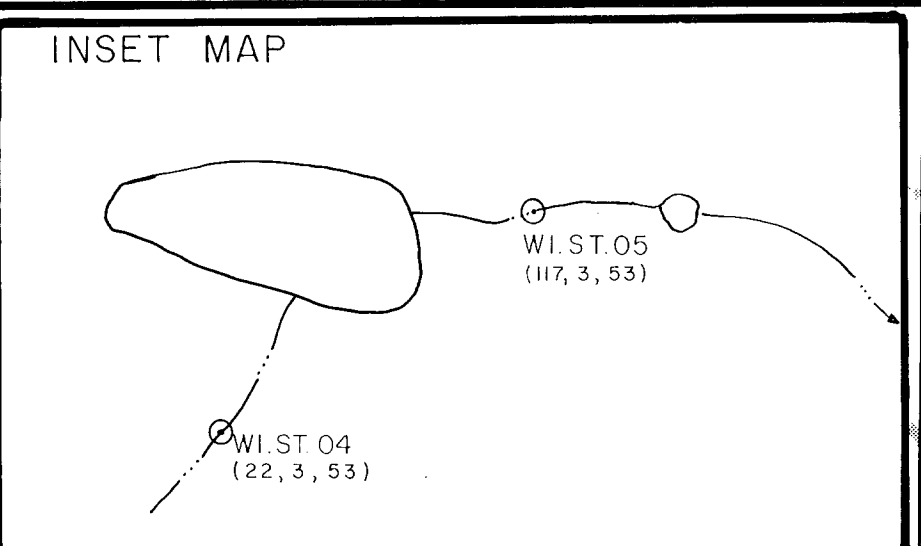 INSET MAP
WI.ST.05
(117, 3, 53)
WI.ST.04
(22, 3, 53)